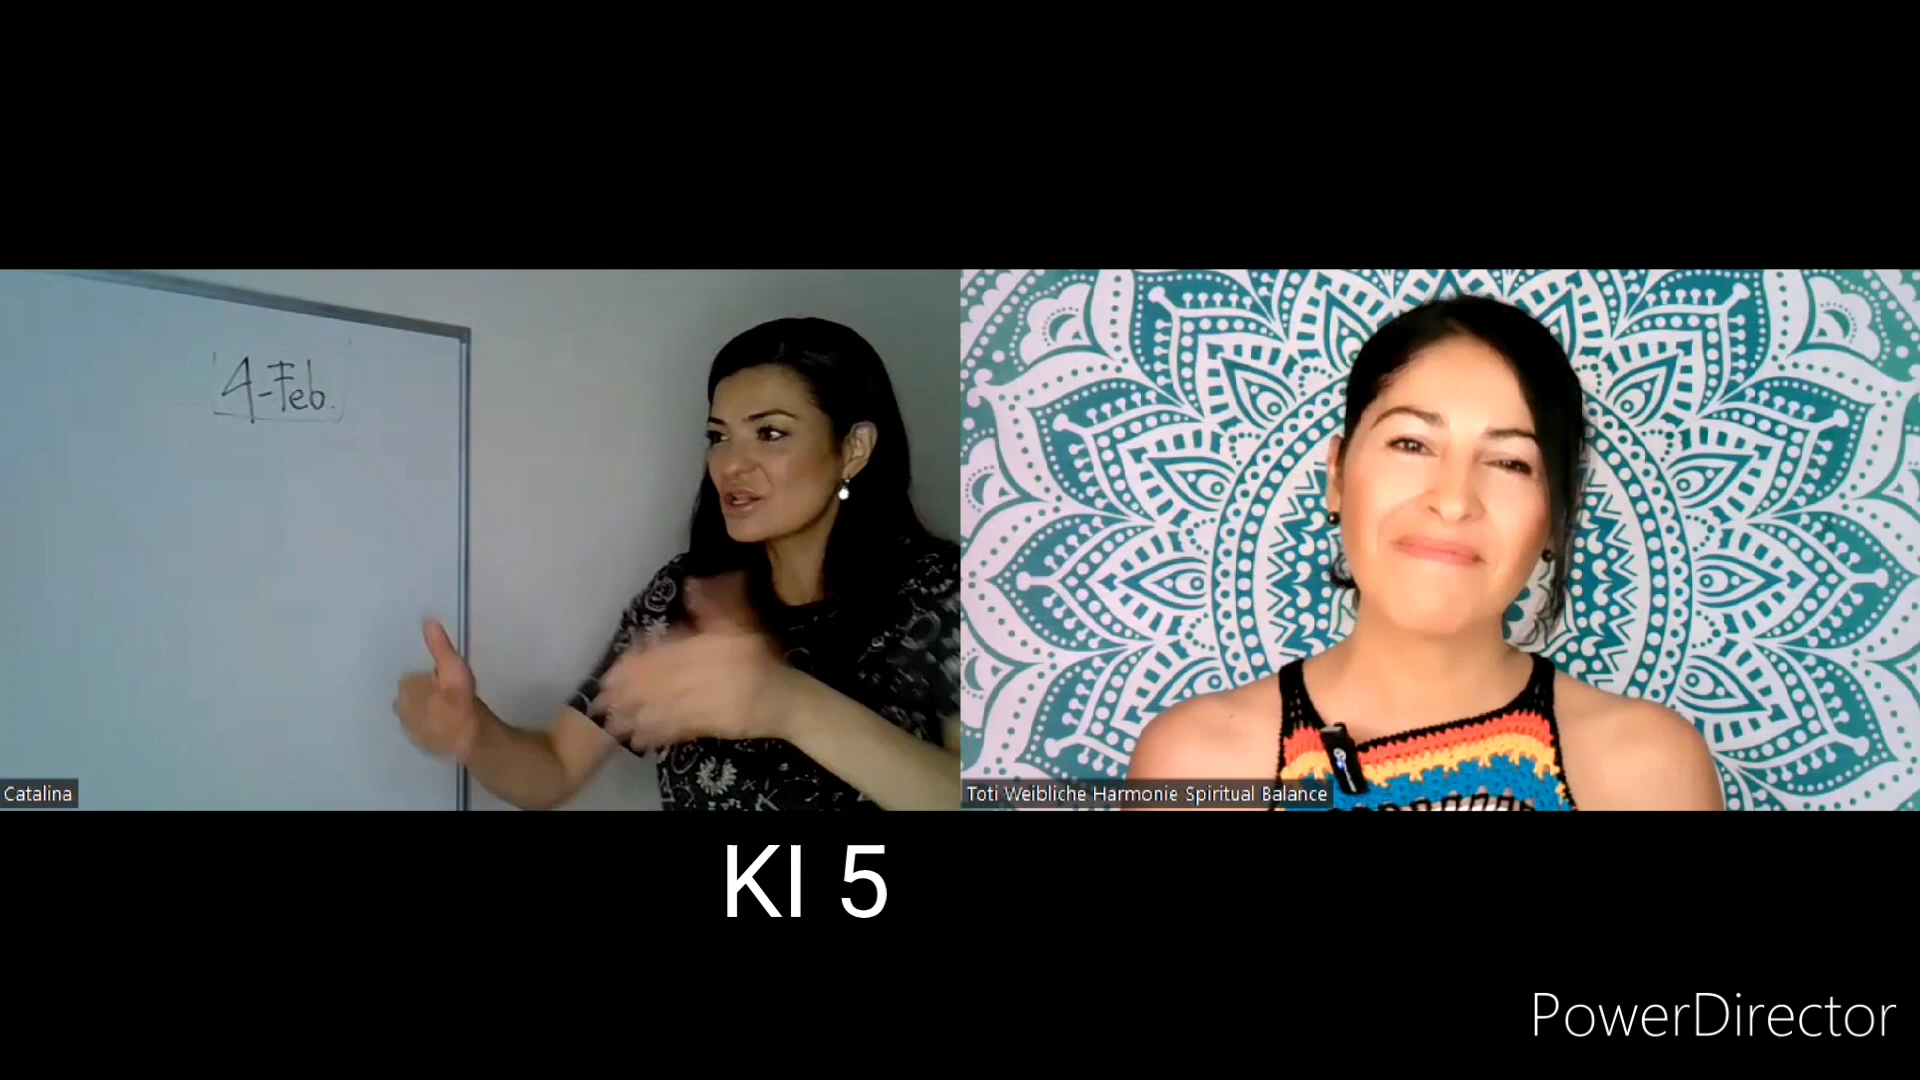 4-Feb.
Catalina
Toti Weibliche Harmonie Spiritual Balance
KI 5
PowerDirector